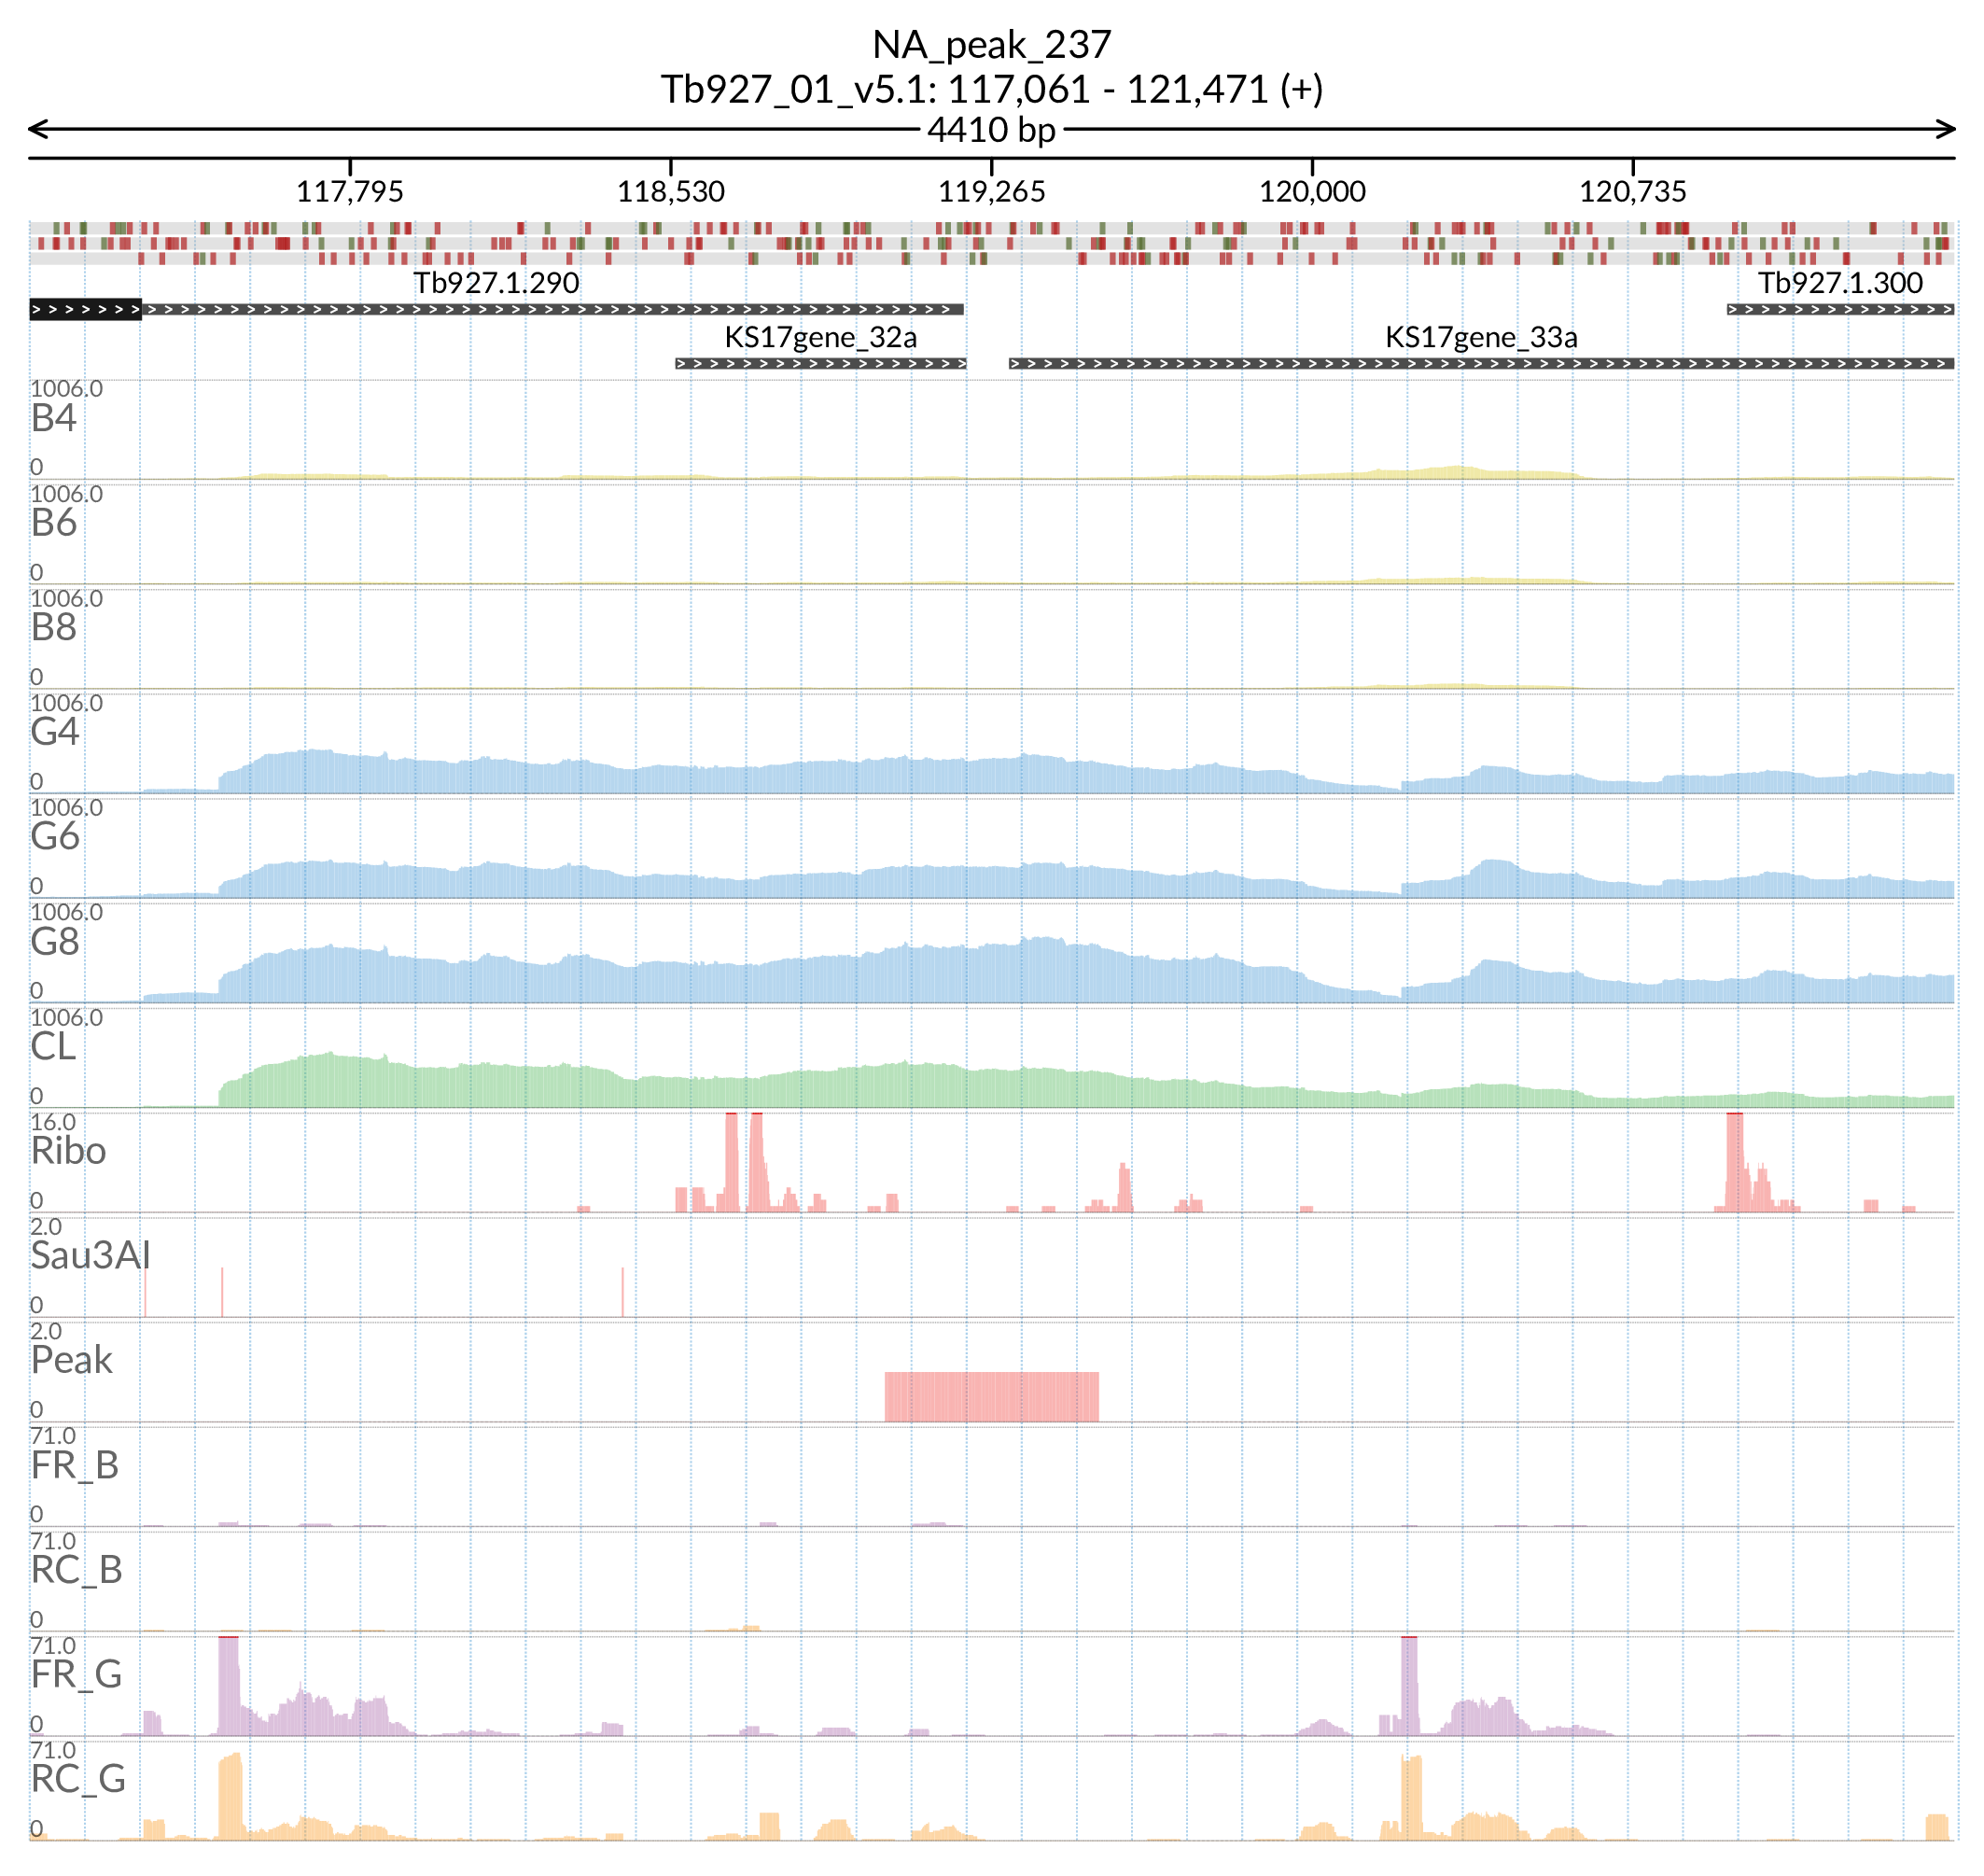 NA_peak_237
Tb927_01_v5.1: 117,061 - 121,471 (+)
4410 bp
117,795 118,530 119,265 120,000 120,735
Tb927.1.290 Tb927.1.300
KS17gene_32a KS17gene_33a
1006.0
B4
0
1006.0
B6
0
1006.0
B8
0
1006.0
G4
0
1006.0
G6
0
1006.0
G8
0
1006.0
CL
0
16.0
Ribo
0
2.0
Sau3AI
0
2.0
Peak
0
71.0
FR_B
0
71.0
RC_B
0
71.0
FR_G
0
71.0
RC_G
0